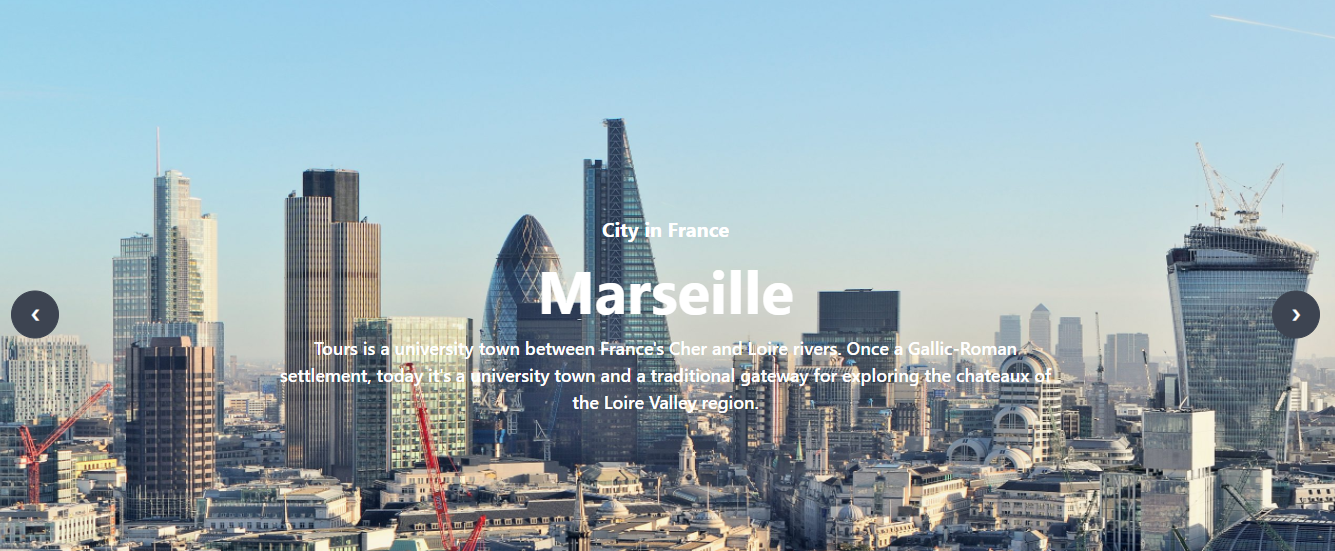 City in France
Marseille
Tours is a university town between France's Cher and Loire rivers. Once a Gallic-Roman
settlement, today it's a university town and a traditional gateway for exploring the chateaux of
the Loire Valley region.